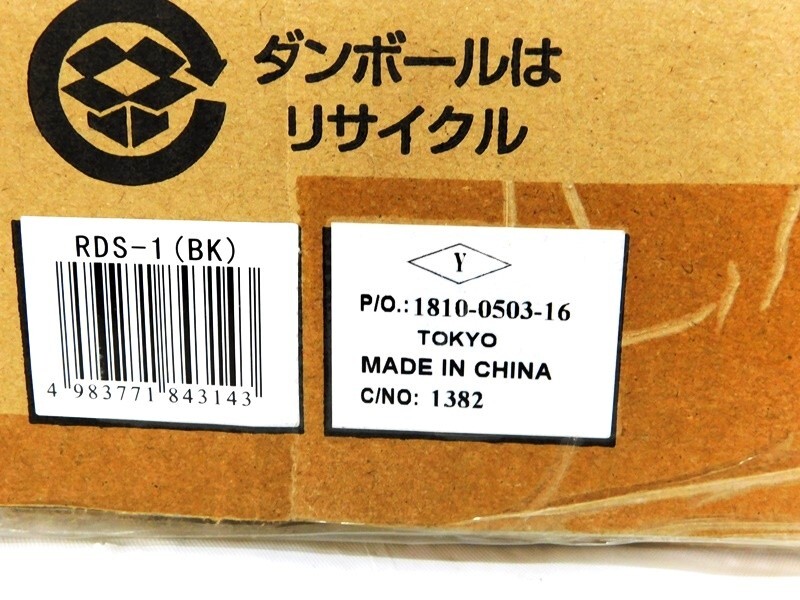 ダンボールは
リサイクル
RDS-1(BK)
4 983771 843143
Y
P/O.:1810-0503-16
TOKYO
MADE IN CHINA
C/NO: 1382